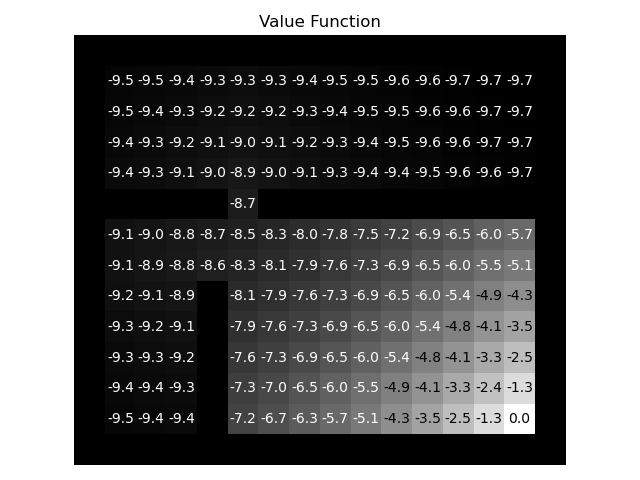 Value Function
-9.5 -9.5 -9.4 -9.3 -9.3 -9.3 -9.4 -9.5 -9.5 -9.6 -9.6 -9.7 -9.7 -9.7
-9.5 -9.4 -9.3 -9.2 -9.2 -9.2 -9.3 -9.4 -9.5 -9.5 -9.6 -9.6 -9.7 -9.7
-9.4 -9.3 -9.2 -9.1 -9.0 -9.1 -9.2 -9.3 -9.4 -9.5 -9.6 -9.6 -9.7 -9.7
-9.4 -9.3 -9.1 -9.0 -8.9 -9.0 -9.1 -9.3 -9.4 -9.4 -9.5 -9.6 -9.6 -9.7
-8.7
-9.1 -9.0 -8.8 -8.7 -8.5 -8.3 -8.0 -7.8 -7.5 -7.2 -6.9 -6.5 -6.0 -5.7
-9.1 -8.9 -8.8 -8.6 -8.3 -8.1 -7.9 -7.6 -7.3 -6.9 -6.5 -6.0 -5.5 -5.1
-9.2 -9.1 -8.9 -8.1 -7.9 -7.6 -7.3 -6.9 -6.5 -6.0 -5.4 -4.9 -4.3
-9.3 -9.2 -9.1 -7.9 -7.6 -7.3 -6.9 -6.5 -6.0 -5.4 -4.8 -4.1 -3.5
-9.3 -9.3 -9.2 -7.6 -7.3 -6.9 -6.5 -6.0 -5.4 -4.8 -4.1 -3.3 -2.5
-9.4 -9.4 -9.3 -7.3 -7.0 -6.5 -6.0 -5.5 -4.9 -4.1 -3.3 -2.4 -1.3
-9.5 -9.4 -9.4 -7.2 -6.7 -6.3 -5.7 -5.1 -4.3 -3.5 -2.5 -1.3 0.0